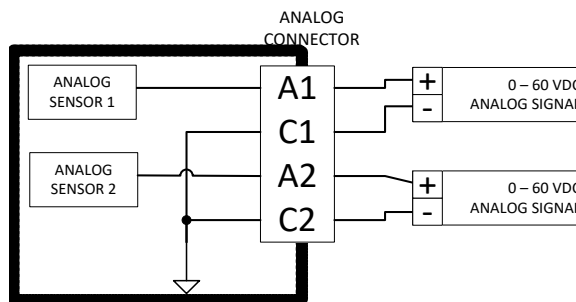 ANALOG
CONNECTOR
ANALOG
SENSOR 1
A1
+
-
0 – 60 VDC
ANALOG SIGNAL
C1
ANALOG
SENSOR 2
A2
+
-
0 – 60 VDC
ANALOG SIGNAL
C2